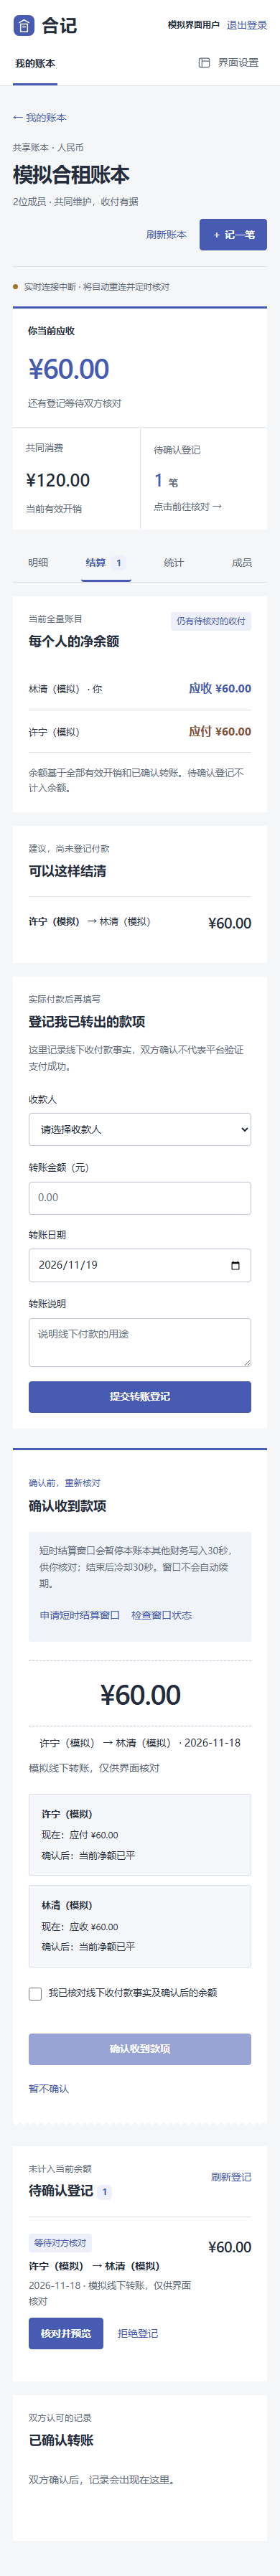 合记
模拟界面用户 退出登录
我的账本
界面设置
← 我的账本
共享账本 · 人民币
模拟合租账本
2位成员 · 共同维护，收付有据
刷新账本
+ 记一笔
实时连接中断 · 将自动重连并定时核对
你当前应收
¥60.00
还有登记等待双方核对
共同消费
¥120.00
当前有效开销
待确认登记
1 笔
点击前往核对 →
明细
结算 1
统计
成员
当前全量账目
仍有待核对的收付
每个人的净余额
林清（模拟） · 你
应收 ¥60.00
许宁（模拟）
应付 ¥60.00
余额基于全部有效开销和已确认转账。待确认登记不
计入余额。
建议，尚未登记付款
可以这样结清
许宁（模拟） → 林清（模拟）
¥60.00
实际付款后再填写
登记我已转出的款项
这里记录线下收付款事实，双方确认不代表平台验证
支付成功。
收款人
请选择收款人
转账金额（元）
0.00
转账日期
2026/11/19
转账说明
说明线下付款的用途
提交转账登记
确认前，重新核对
确认收到款项
短时结算窗口会暂停本账本其他财务写入30秒，
供你核对；结束后冷却30秒。窗口不会自动续
期。
申请短时结算窗口 检查窗口状态
¥60.00
许宁（模拟） → 林清（模拟） · 2026-11-18
模拟线下转账，仅供界面核对
许宁（模拟）
现在：应付 ¥60.00
确认后：当前净额已平
林清（模拟）
现在：应收 ¥60.00
确认后：当前净额已平
我已核对线下收付款事实及确认后的余额
确认收到款项
暂不确认
未计入当前余额
待确认登记 1
刷新登记
等待对方核对
许宁（模拟） → 林清（模拟）
¥60.00
2026-11-18 · 模拟线下转账，仅供界面
核对
核对并预览
拒绝登记
双方认可的记录
已确认转账
双方确认后，记录会出现在这里。